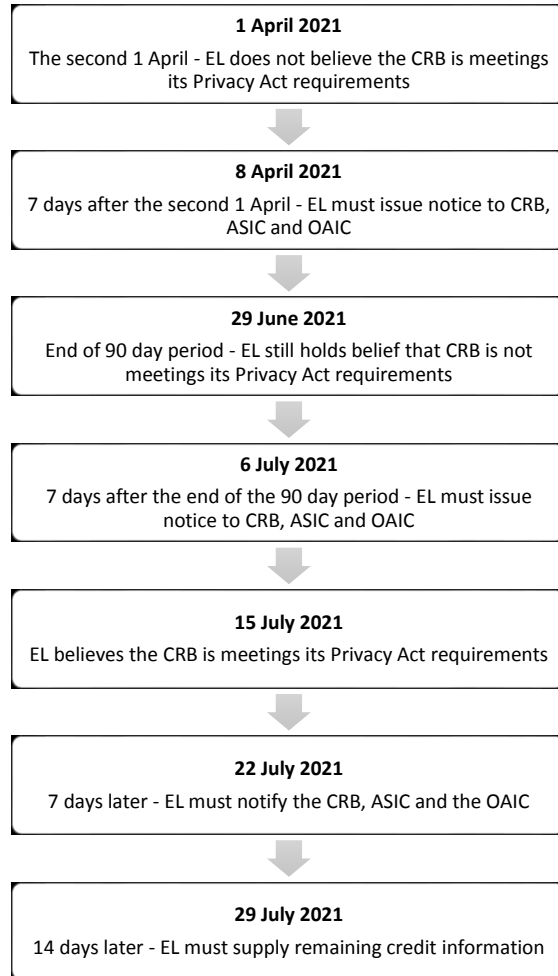 1 April 2021
The second 1 April - EL does not believe the CRB is meetings
its Privacy Act requirements
8 April 2021
7 days after the second 1 April - EL must issue notice to CRB,
ASIC and OAIC
29 June 2021
End of 90 day period - EL still holds belief that CRB is not
meetings its Privacy Act requirements
6 July 2021
7 days after the end of the 90 day period - EL must issue
notice to CRB, ASIC and OAIC
15 July 2021
EL believes the CRB is meetings its Privacy Act requirements
22 July 2021
7 days later - EL must notify the CRB, ASIC and the OAIC
29 July 2021
14 days later - EL must supply remaining credit information